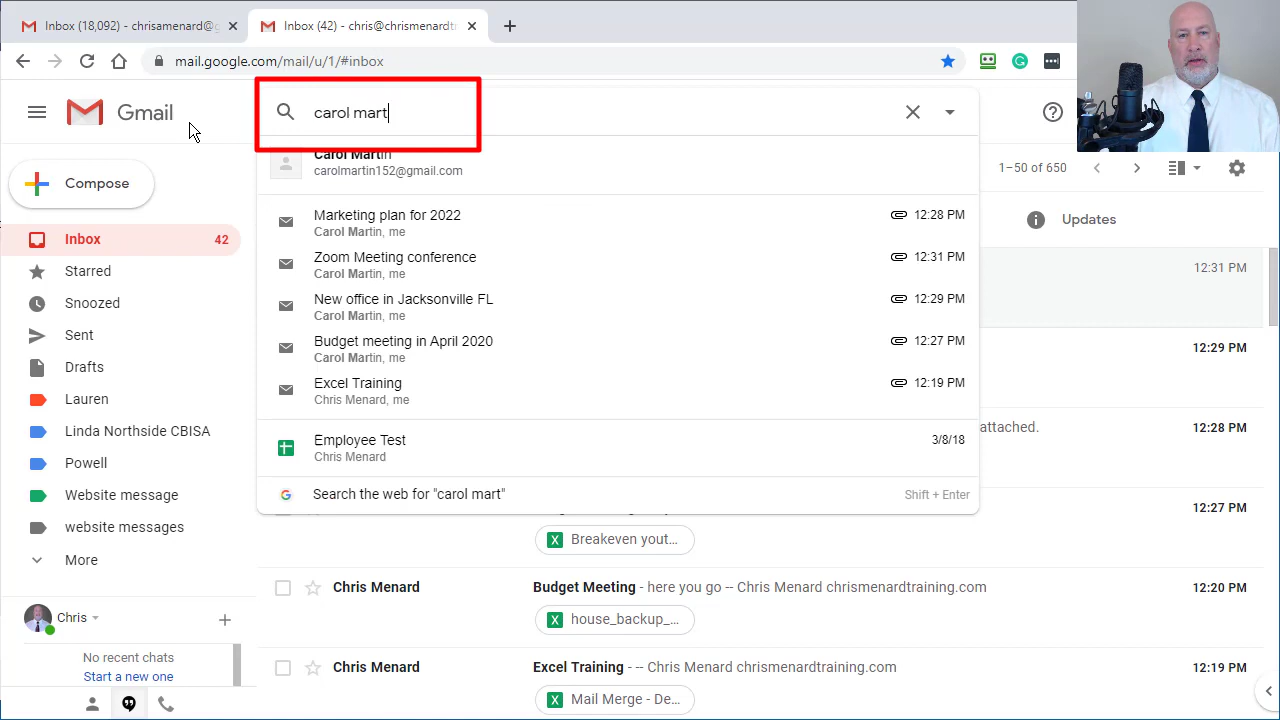 Inbox (18,092) - chrisamenard@g
Inbox (42) - chris@chrismenardt
mail.google.com/mail/u/1/#inbox
Gmail
carol mart
Compose
Inbox 42
Starred
Snoozed
Sent
Drafts
Lauren
Linda Northside CBISA
Powell
Website message
website messages
More
Chris
No recent chats
Start a new one
Carol Martin
carolmartin152@gmail.com
Marketing plan for 2022 12:28 PM
Carol Martin, me
Zoom Meeting conference 12:31 PM
Carol Martin, me
New office in Jacksonville FL 12:29 PM
Carol Martin, me
Budget meeting in April 2020 12:27 PM
Carol Martin, me
Excel Training 12:19 PM
Chris Menard, me
Employee Test 3/8/18
Chris Menard
Search the web for "carol mart" Shift + Enter
1–50 of 650
Updates
12:31 PM
12:29 PM
attached. 12:28 PM
12:27 PM
Breakeven yout...
Chris Menard Budget Meeting - here you go -- Chris Menard chrismenardtraining.com 12:20 PM
house_backup_...
Chris Menard Excel Training - -- Chris Menard chrismenardtraining.com 12:19 PM
Mail Merge - De...